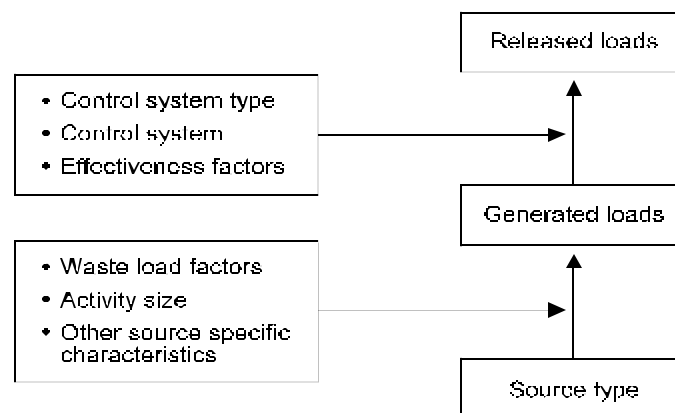 Released loads
• Control system type
• Control system
• Effectiveness factors
Generated loads
• Waste load factors
• Activity size
• Other source specific
characteristics
Source type